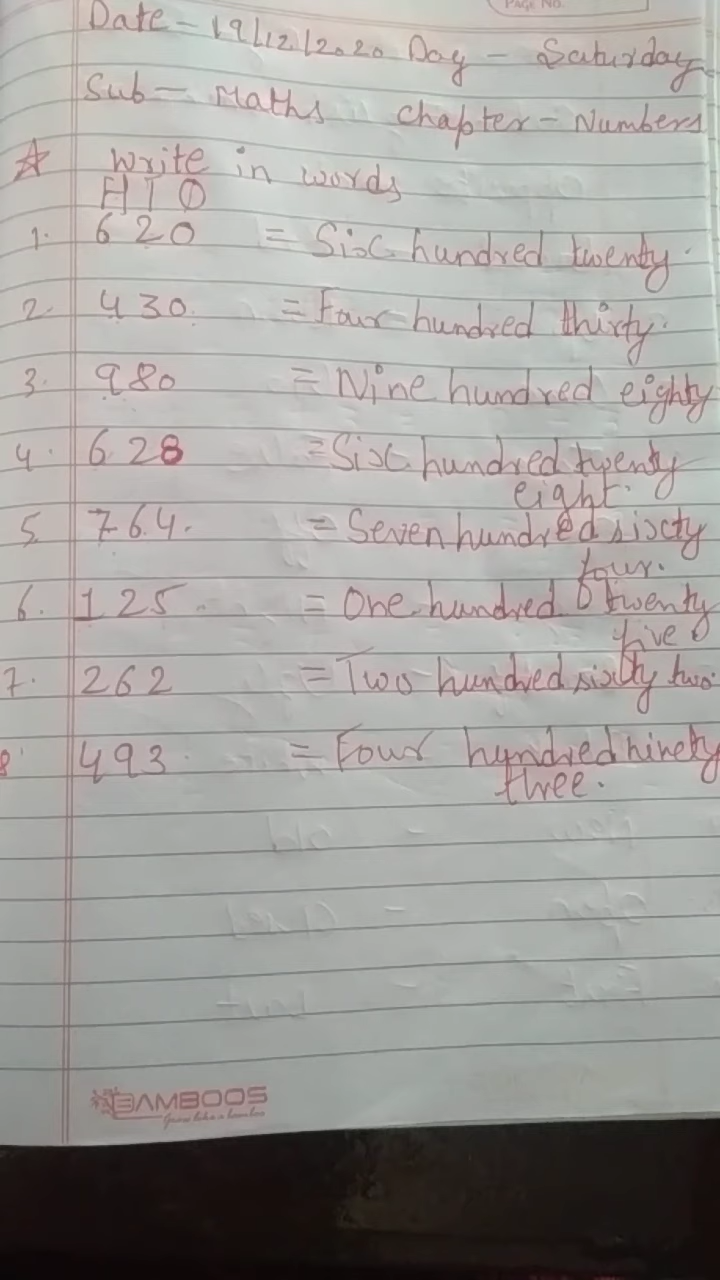 PAGE NO.
Date - 19/12/2020 Day - Saturday
Sub - Maths Chapter - Numbers
☆ Write in words
H T O
1. 620 = Six hundred twenty.
2. 430. = Four hundred thirty.
3. 980 = Nine hundred eighty
4. 628 = Six hundred twenty
eight.
5. 764. = Seven hundred sixty
four.
6. 125. = One hundred twenty
five
7. 262 = Two hundred sixty two.
8. 493. = Four hundred ninety
three.
BAMBOOS